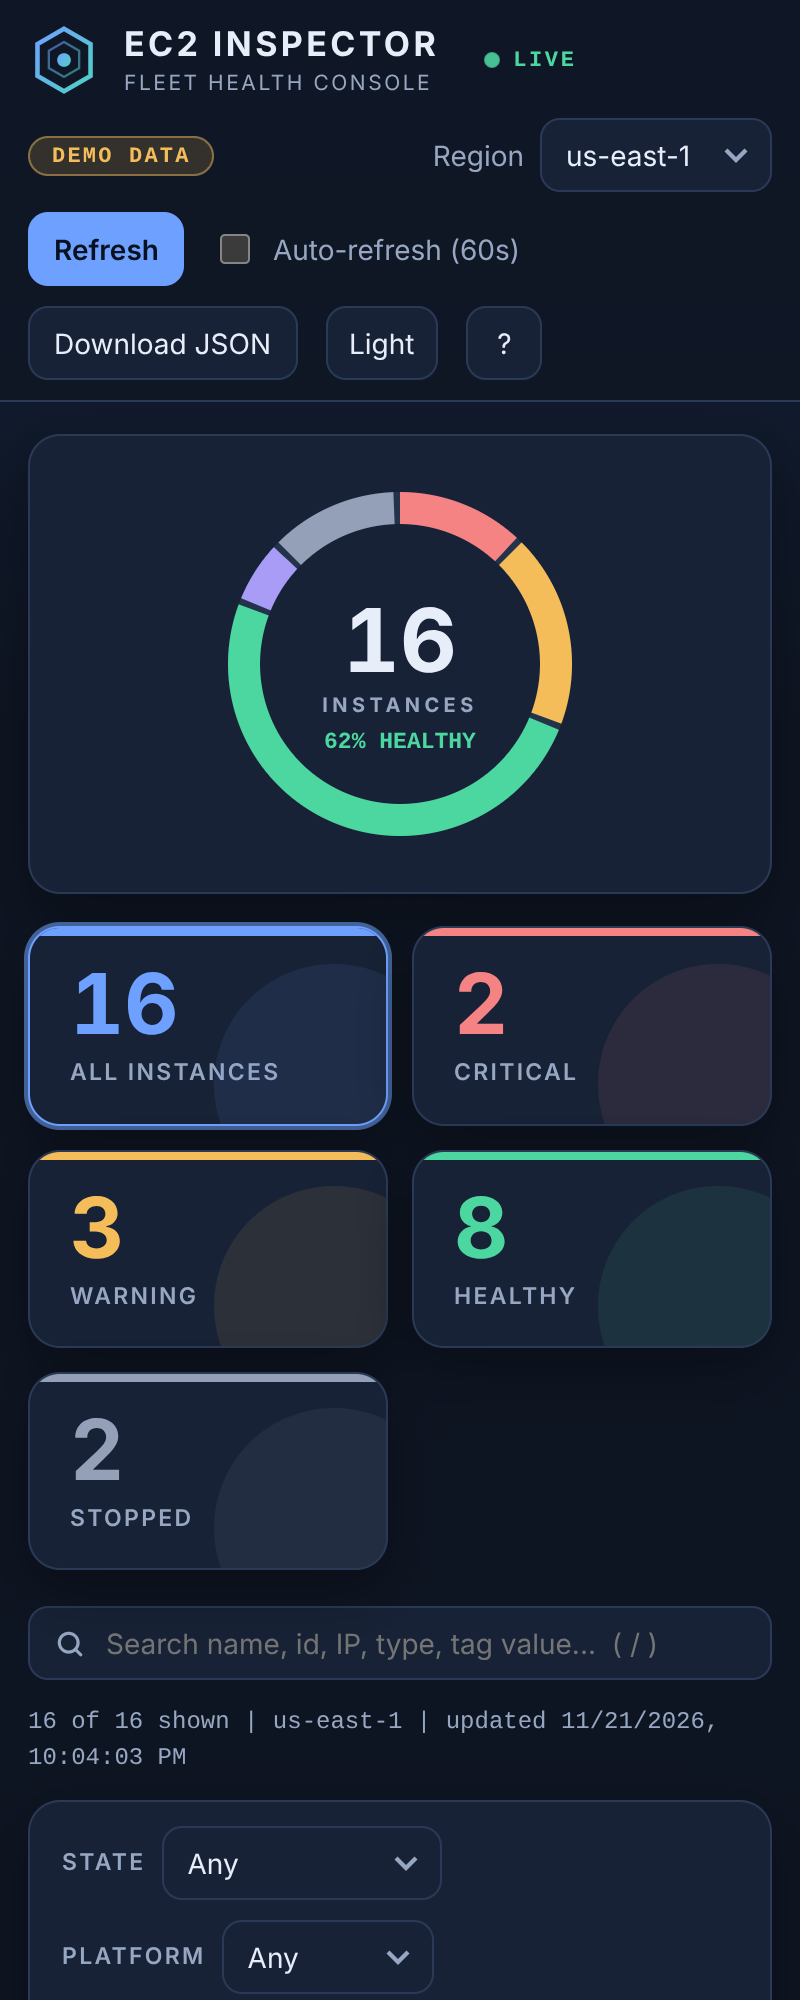 EC2 INSPECTOR
FLEET HEALTH CONSOLE
LIVE
DEMO DATA
Region
us-east-1
Refresh
Auto-refresh (60s)
Download JSON
Light
?
16
INSTANCES
62% HEALTHY
16
ALL INSTANCES
2
CRITICAL
3
WARNING
8
HEALTHY
2
STOPPED
Search name, id, IP, type, tag value... ( / )
16 of 16 shown | us-east-1 | updated 11/21/2026,
10:04:03 PM
STATE
Any
PLATFORM
Any